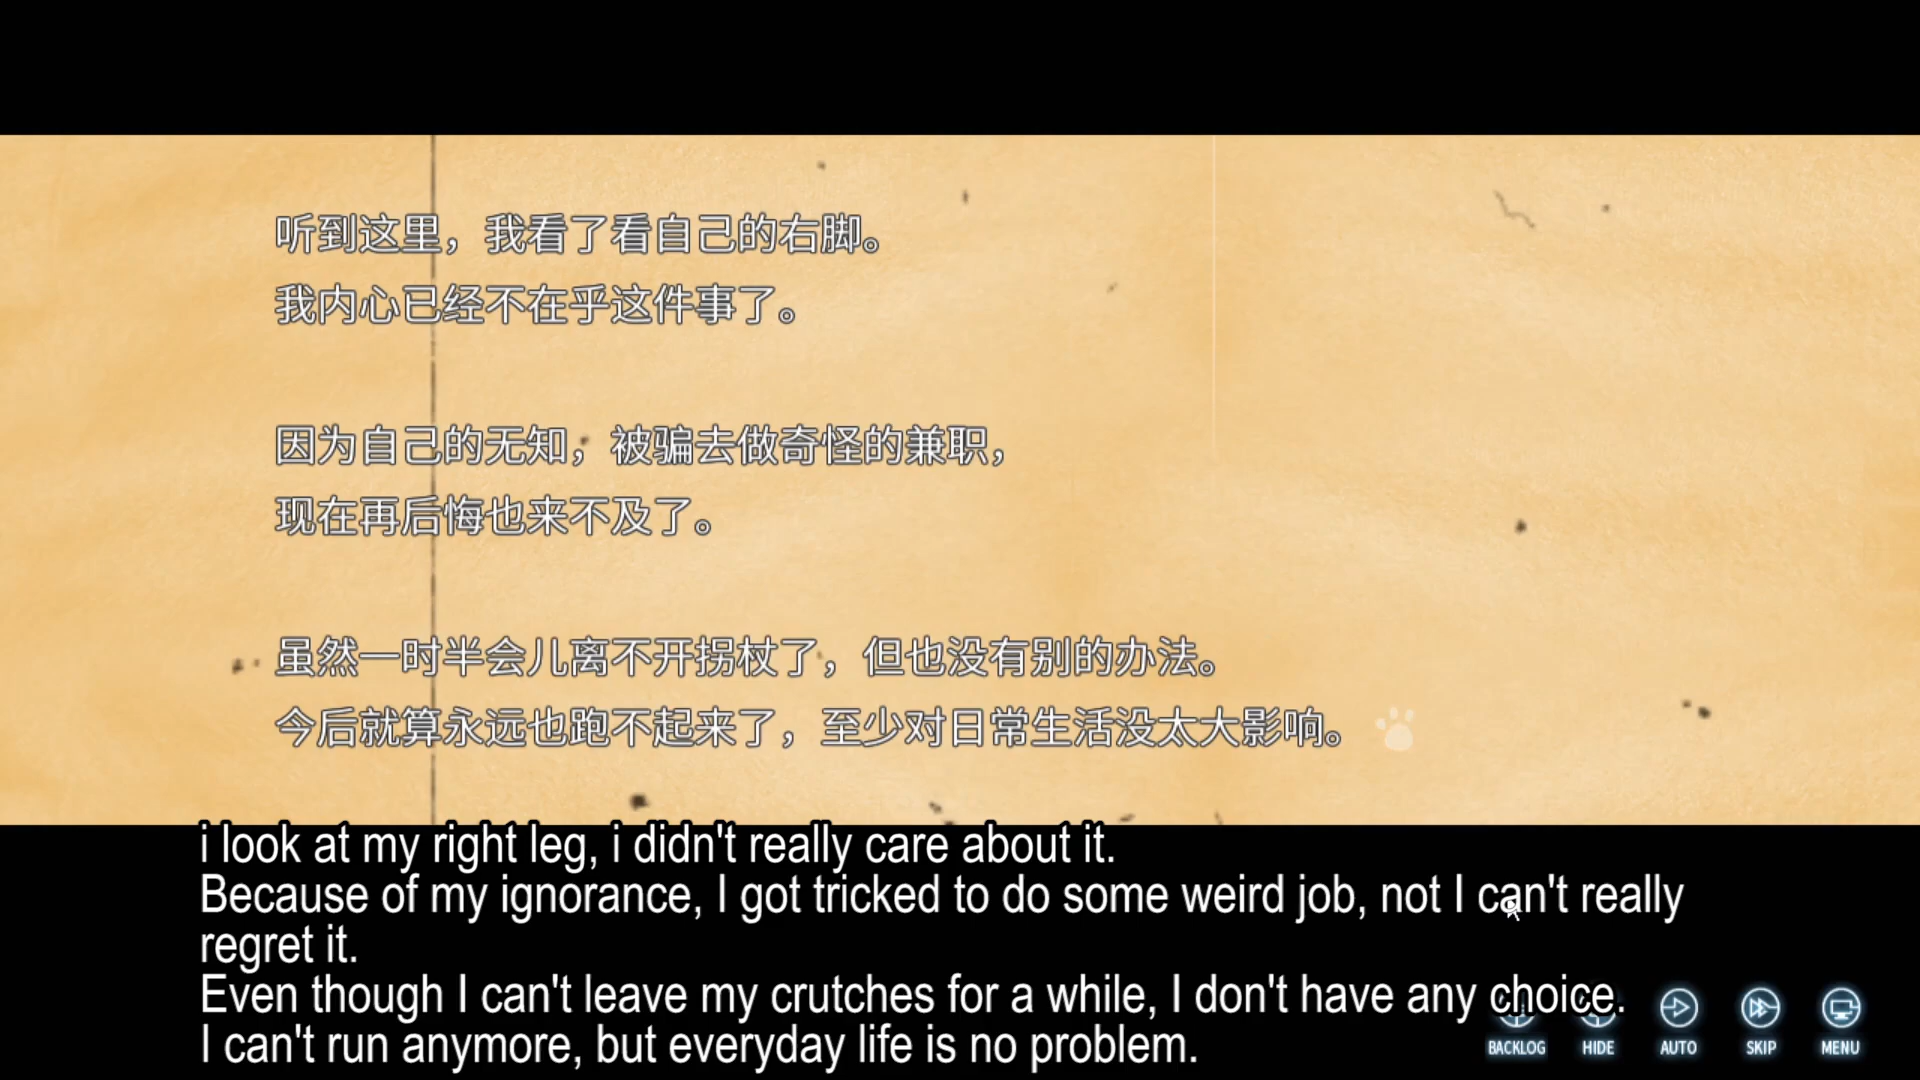 听到这里，我看了看自己的右脚。
我内心已经不在乎这件事了。
因为自己的无知，被骗去做奇怪的兼职，
现在再后悔也来不及了。
虽然一时半会儿离不开拐杖了，但也没有别的办法。
今后就算永远也跑不起来了，至少对日常生活没太大影响。
i look at my right leg, i didn't really care about it.
Because of my ignorance, I got tricked to do some weird job, not I can't really
regret it.
Even though I can't leave my crutches for a while, I don't have any choice.
I can't run anymore, but everyday life is no problem.
BACKLOG HIDE AUTO SKIP MENU